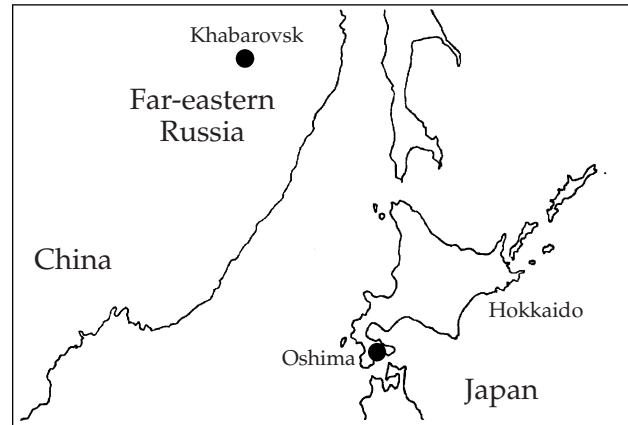 Khabarovsk
Far-eastern
Russia
China
Hokkaido
Oshima
Japan